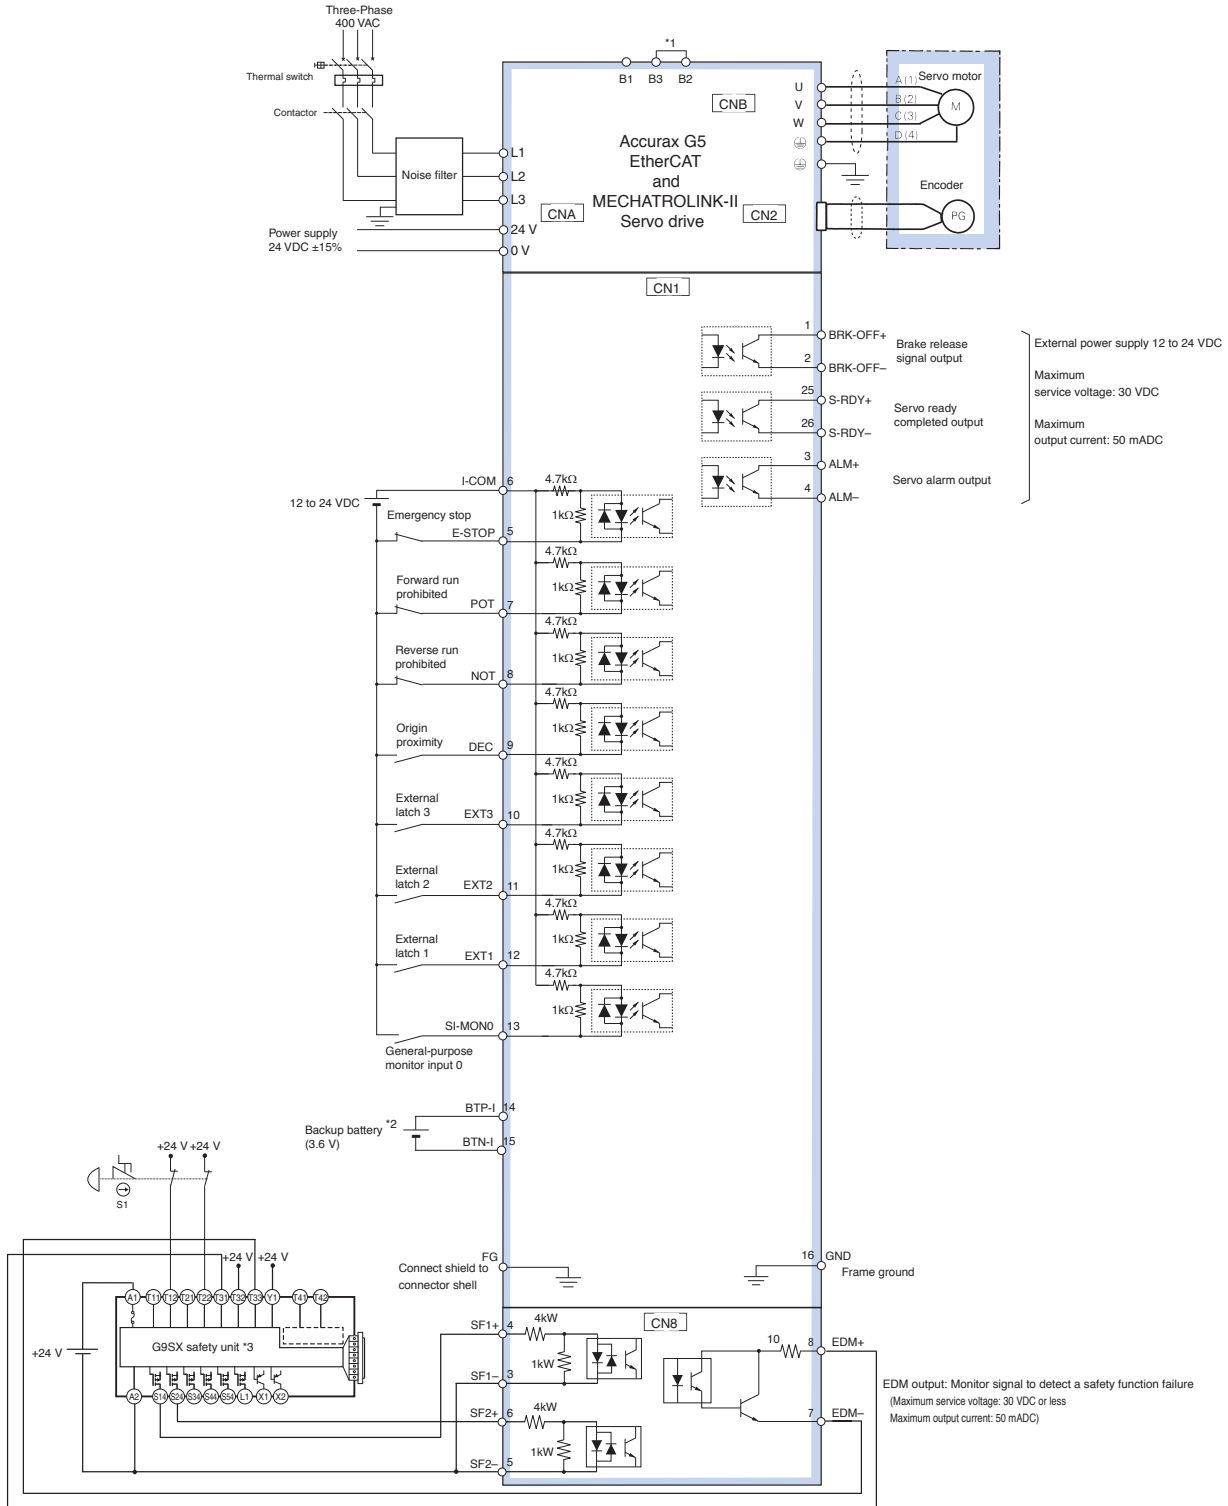 Three-Phase
400 VAC
Thermal switch
Contactor
Noise filter
L1
L2
L3
Power supply
24 VDC ±15%
24 V
0 V
*1
B1 B3 B2
CNB
Accurax G5
EtherCAT
and
MECHATROLINK-II
Servo drive
CNA
CN2
U
V
W
A (1)
B (2)
C (3)
D (4)
Servo motor
M
Encoder
PG
CN1
1
BRK-OFF+
2
BRK-OFF–
Brake release
signal output
25
S-RDY+
26
S-RDY–
Servo ready
completed output
3
ALM+
4
ALM–
Servo alarm output
External power supply 12 to 24 VDC
Maximum
service voltage: 30 VDC
Maximum
output current: 50 mADC
12 to 24 VDC
I-COM 6
4.7kΩ
1kΩ
Emergency stop
E-STOP 5
4.7kΩ
1kΩ
Forward run
prohibited
POT 7
4.7kΩ
1kΩ
Reverse run
prohibited
NOT 8
4.7kΩ
1kΩ
Origin
proximity
DEC 9
4.7kΩ
1kΩ
External
latch 3
EXT3 10
4.7kΩ
1kΩ
External
latch 2
EXT2 11
4.7kΩ
1kΩ
External
latch 1
EXT1 12
4.7kΩ
1kΩ
SI-MON0 13
General-purpose
monitor input 0
BTP-I 14
Backup battery *2
(3.6 V)
BTN-I 15
+24 V +24 V
S1
FG
Connect shield to
connector shell
16 GND
Frame ground
+24 V +24 V
A1 T11 T12 T21 T22 T31 T32 T33 Y1 T41 T42
G9SX safety unit *3
+24 V
A2 S14 S24 S34 S44 S54 L1 X1 X2
CN8
SF1+ 4
4kW
1kW
SF1– 3
SF2+ 6
4kW
1kW
SF2– 5
10
8 EDM+
7 EDM–
EDM output: Monitor signal to detect a safety function failure
(Maximum service voltage: 30 VDC or less
Maximum output current: 50 mADC)